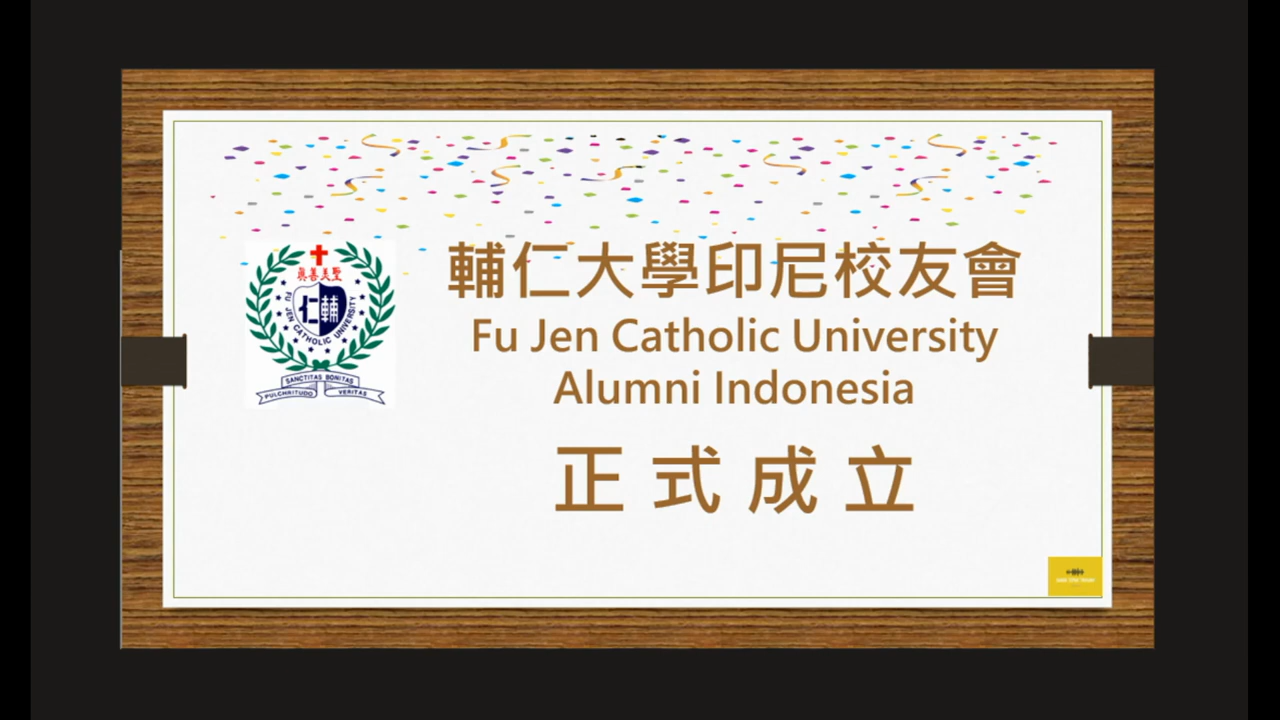 輔仁大學印尼校友會
Fu Jen Catholic University
Alumni Indonesia
正式成立
真善美聖
仁輔
FU JEN CATHOLIC UNIVERSITY
SANCTITAS BONITAS
PULCHRITUDO VERITAS